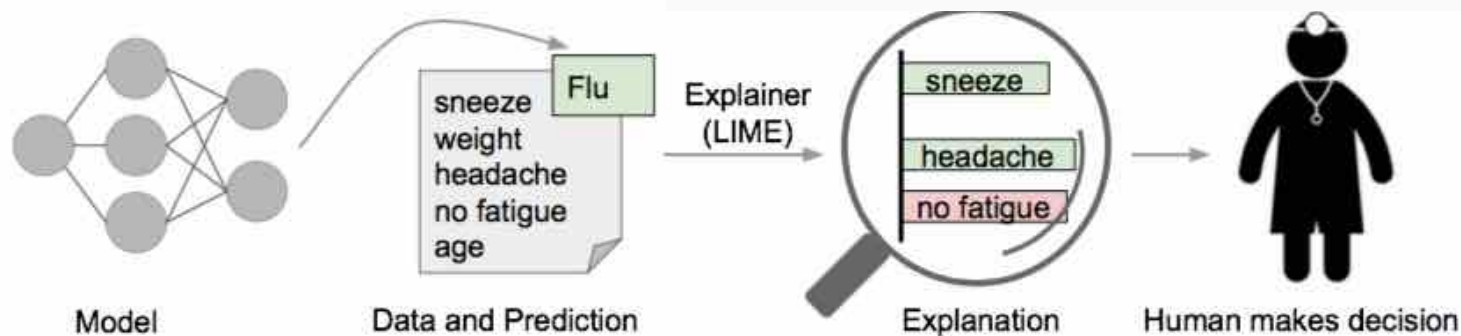 sneeze
weight
headache
no fatigue
age
Flu
Explainer
(LIME)
sneeze
headache
no fatigue
Model
Data and Prediction
Explanation
Human makes decision